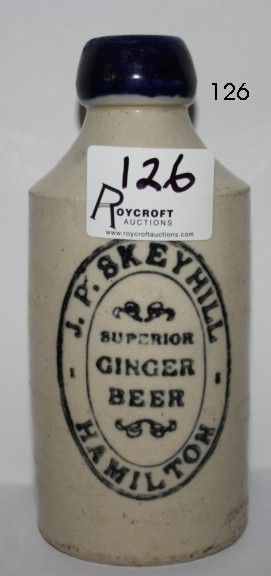 126
126
ROYCROFT
AUCTIONS
www.roycroftauctions.com
J. P. SKEYHILL
SUPERIOR
GINGER
BEER
HAMILTON